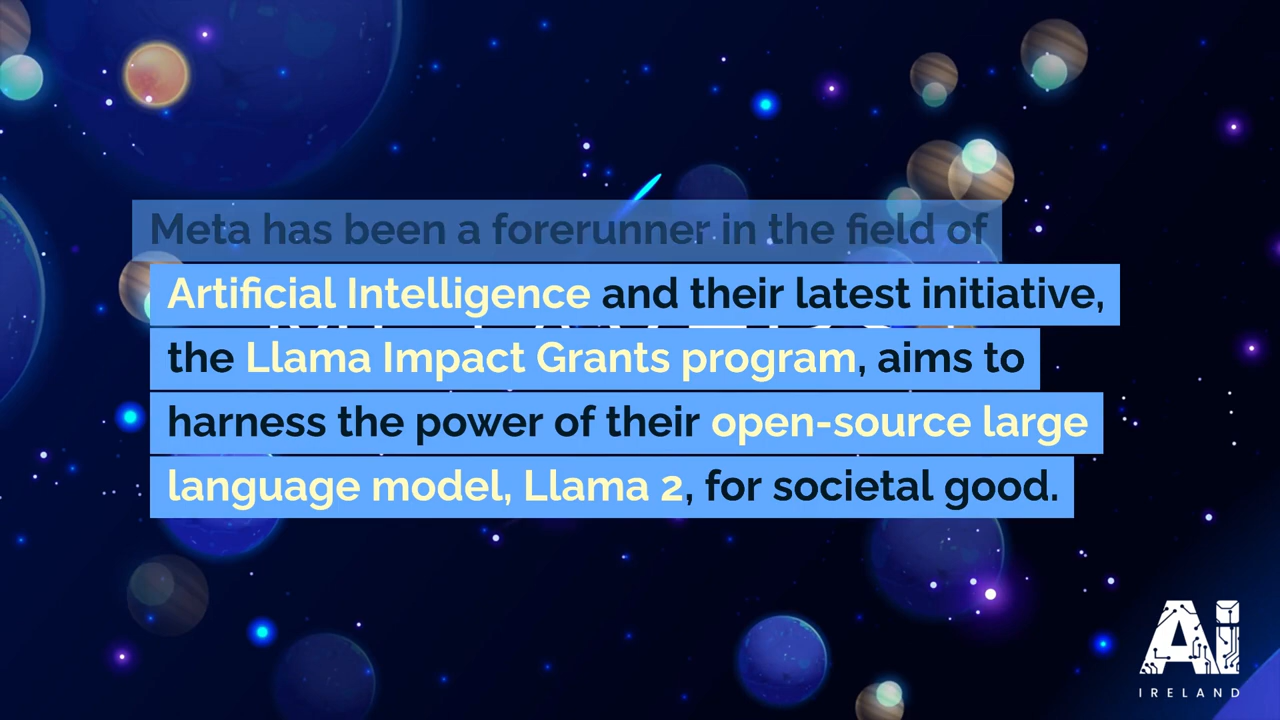 Meta has been a forerunner in the field of
Artificial Intelligence and their latest initiative,
the Llama Impact Grants program, aims to
harness the power of their open-source large
language model, Llama 2, for societal good.
Ai
IRELAND